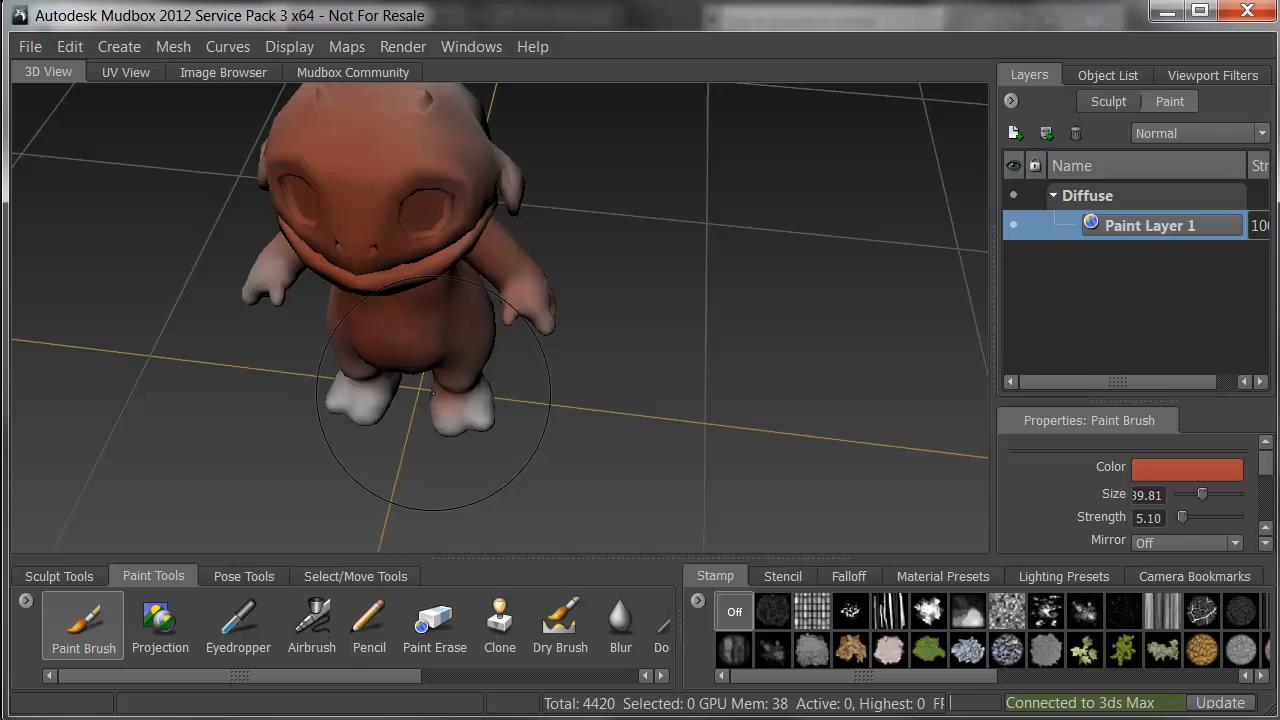 Autodesk Mudbox 2012 Service Pack 3 x64 - Not For Resale
File Edit Create Mesh Curves Display Maps Render Windows Help
3D View UV View Image Browser Mudbox Community
Layers Object List Viewport Filters
Sculpt Paint
Normal
Name Str
Diffuse
Paint Layer 1 100
Properties: Paint Brush
Color
Size 39.81
Strength 5.10
Mirror Off
Sculpt Tools Paint Tools Pose Tools Select/Move Tools
Stamp Stencil Falloff Material Presets Lighting Presets Camera Bookmarks
Off
Paint Brush Projection Eyedropper Airbrush Pencil Paint Erase Clone Dry Brush Blur Do
Total: 4420 Selected: 0 GPU Mem: 38 Active: 0, Highest: 0 FF
Connected to 3ds Max Update